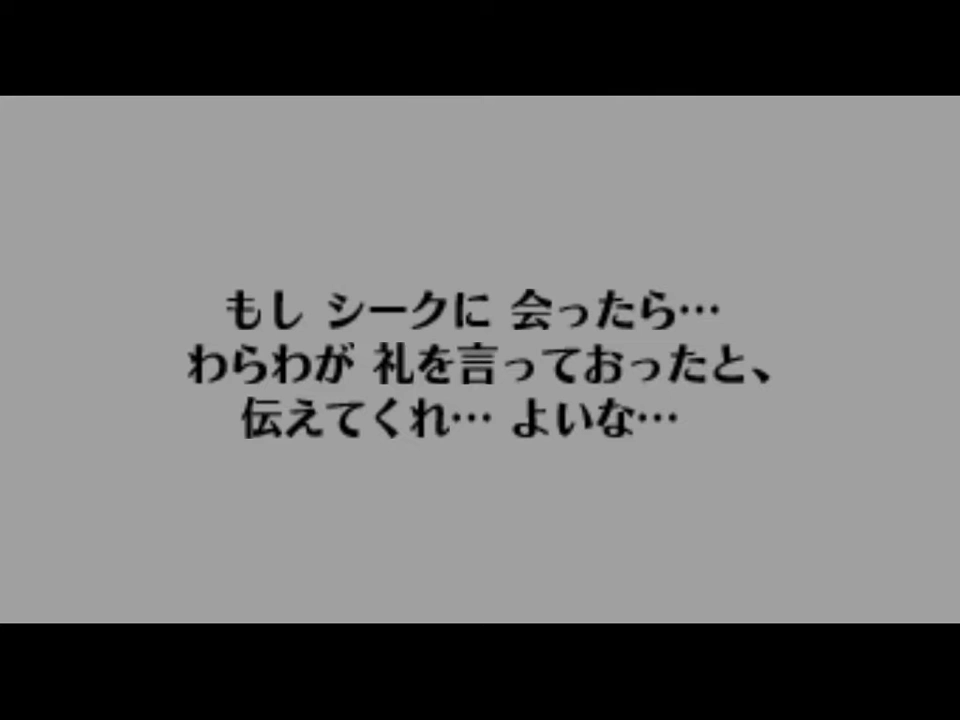 もし シークに 会ったら…
わらわが 礼を言っておったと、
伝えてくれ… よいな…